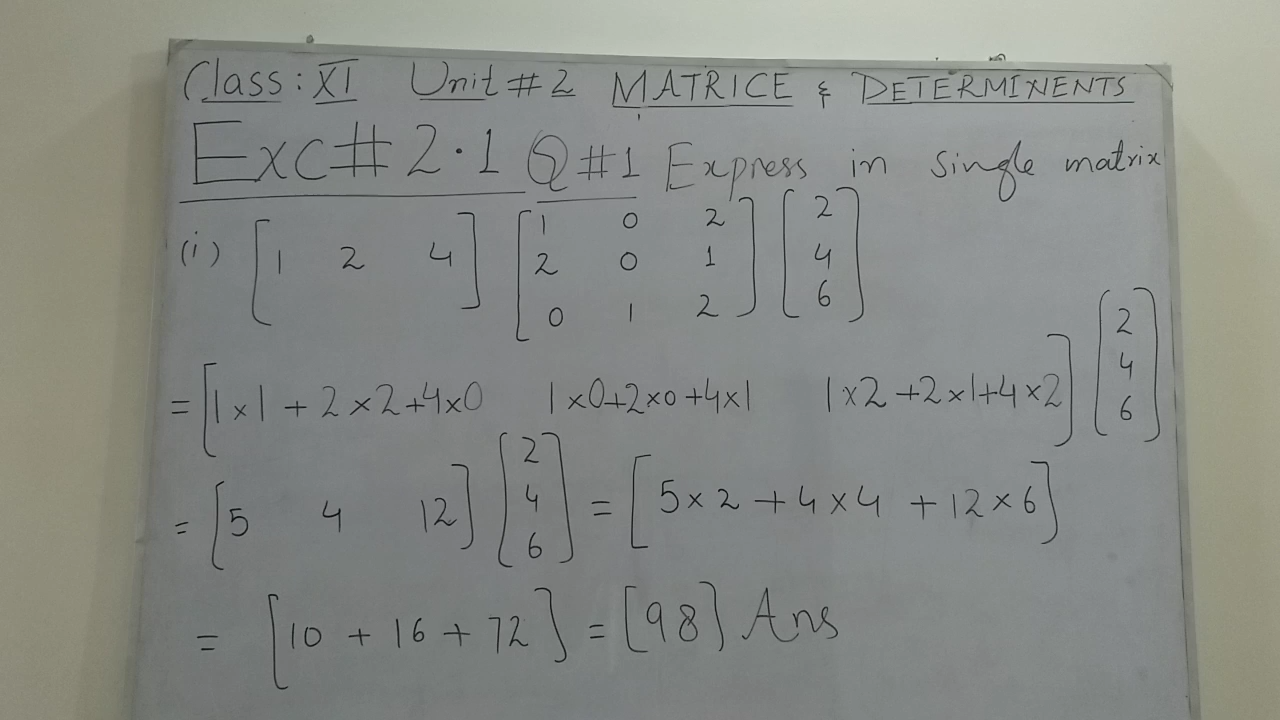 Class: XI Unit # 2 MATRICE & DETERMINENTS
Exc# 2.1 Q #1 Express in single matrix
(i) [1 2 4] [1 0 2
2 0 1
0 1 2] [2
4
6]
= [1×1 + 2×2+4×0 1×0+2×0+4×1 1×2+2×1+4×2] [2
4
6]
= [5 4 12] [2
4
6] = [5×2 + 4×4 + 12×6]
= [10 + 16 + 72] = [98] Ans